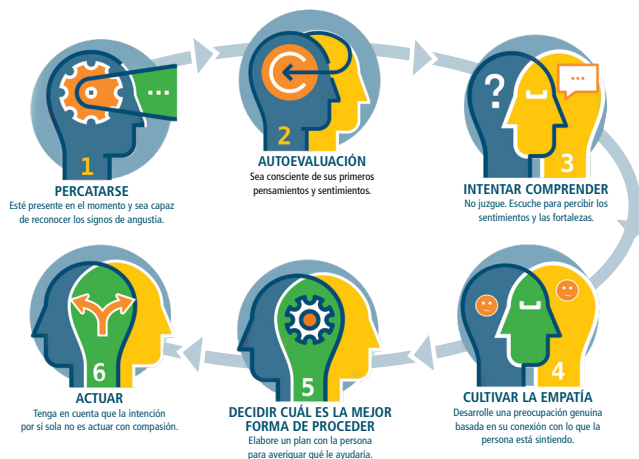 ...
1
PERCATARSE
Esté presente en el momento y sea capaz
de reconocer los signos de angustia.
2
AUTOEVALUACIÓN
Sea consciente de sus primeros
pensamientos y sentimientos.
?
...
3
INTENTAR COMPRENDER
No juzgue. Escuche para percibir los
sentimientos y las fortalezas.
4
CULTIVAR LA EMPATÍA
Desarrolle una preocupación genuina
basada en su conexión con lo que la
persona está sintiendo.
5
DECIDIR CUÁL ES LA MEJOR
FORMA DE PROCEDER
Elabore un plan con la persona
para averiguar qué le ayudaría.
6
ACTUAR
Tenga en cuenta que la intención
por sí sola no es actuar con compasión.